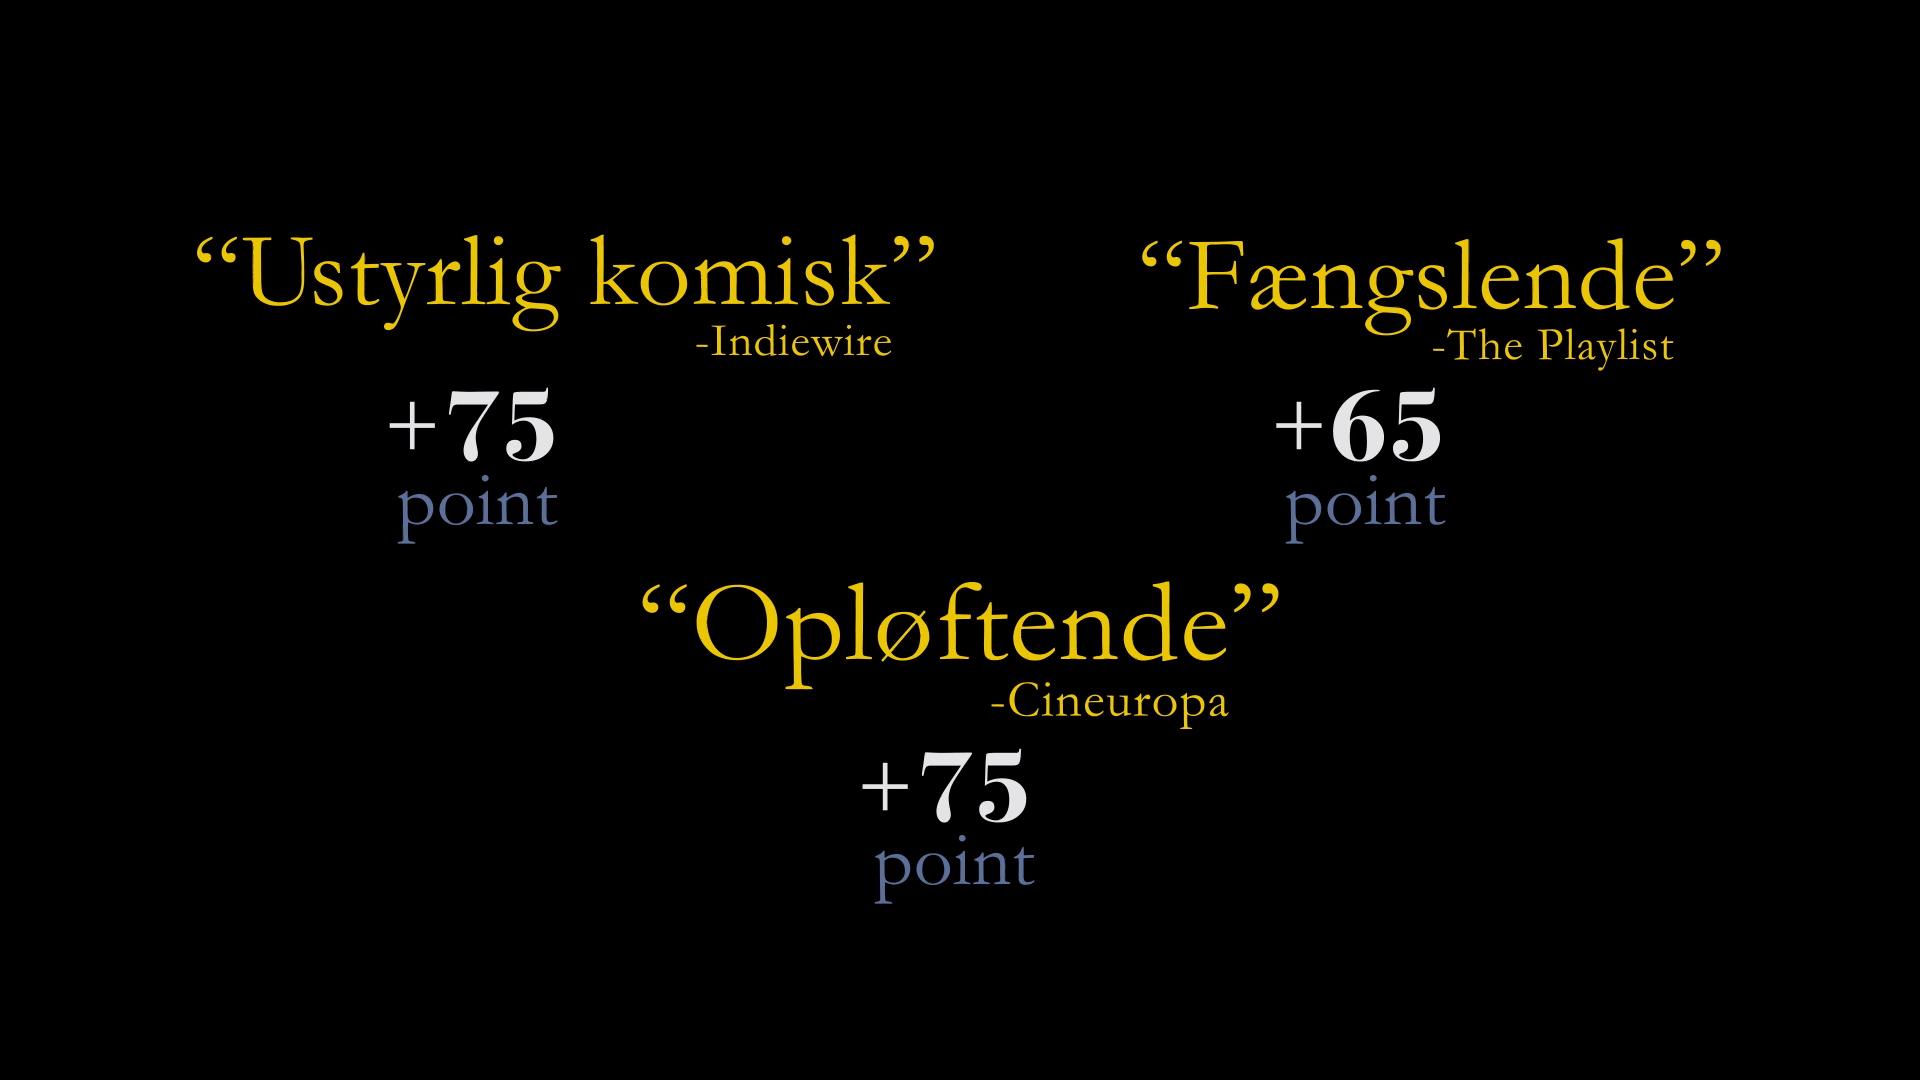 “Ustyrlig komisk”
-Indiewire
+75
point
“Fængslende”
-The Playlist
+65
point
“Opløftende”
-Cineuropa
+75
point